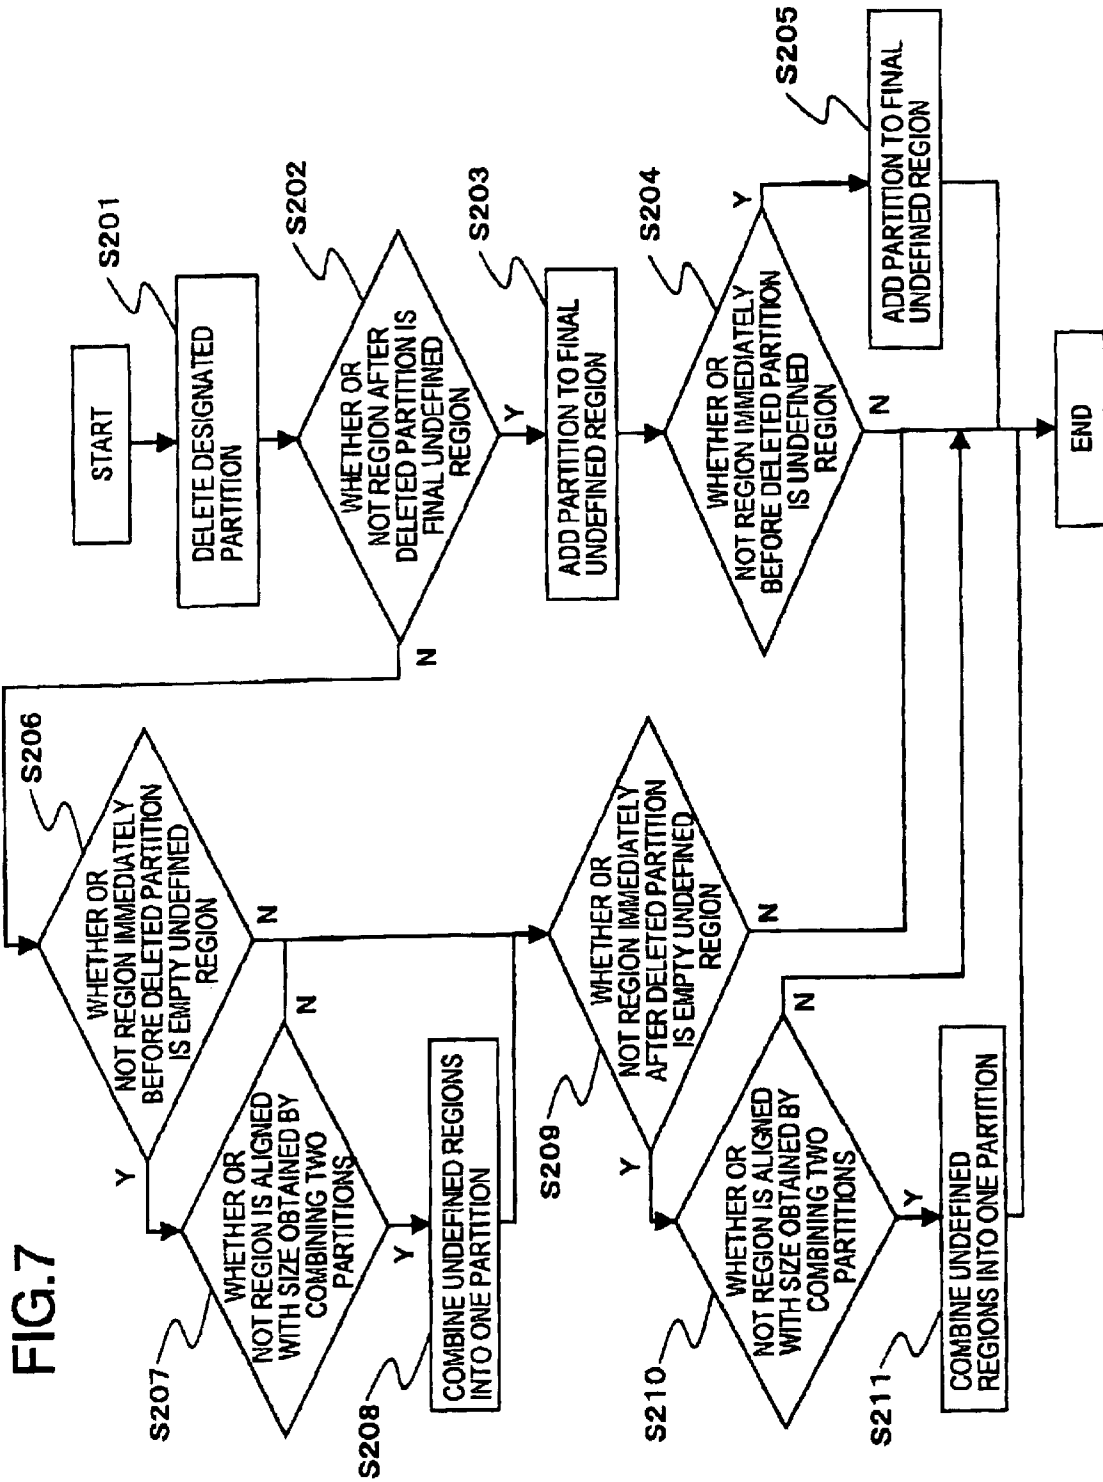 FIG.7
START
S201
DELETE DESIGNATED
PARTITION
S202
WHETHER OR
NOT REGION AFTER
DELETED PARTITION IS
FINAL UNDEFINED
REGION
N
Y
S203
ADD PARTITION TO FINAL
UNDEFINED REGION
S204
WHETHER OR
NOT REGION IMMEDIATELY
BEFORE DELETED PARTITION
IS UNDEFINED
REGION
Y
N
S205
ADD PARTITION TO FINAL
UNDEFINED REGION
END
S206
WHETHER OR
NOT REGION IMMEDIATELY
BEFORE DELETED PARTITION
IS EMPTY UNDEFINED
REGION
Y
N
S207
WHETHER OR
NOT REGION IS ALIGNED
WITH SIZE OBTAINED BY
COMBINING TWO
PARTITIONS
N
Y
S208
COMBINE UNDEFINED REGIONS
INTO ONE PARTITION
S209
WHETHER OR
NOT REGION IMMEDIATELY
AFTER DELETED PARTITION
IS EMPTY UNDEFINED
REGION
Y
N
S210
WHETHER OR
NOT REGION IS ALIGNED
WITH SIZE OBTAINED BY
COMBINING TWO
PARTITIONS
N
Y
S211
COMBINE UNDEFINED
REGIONS INTO ONE PARTITION